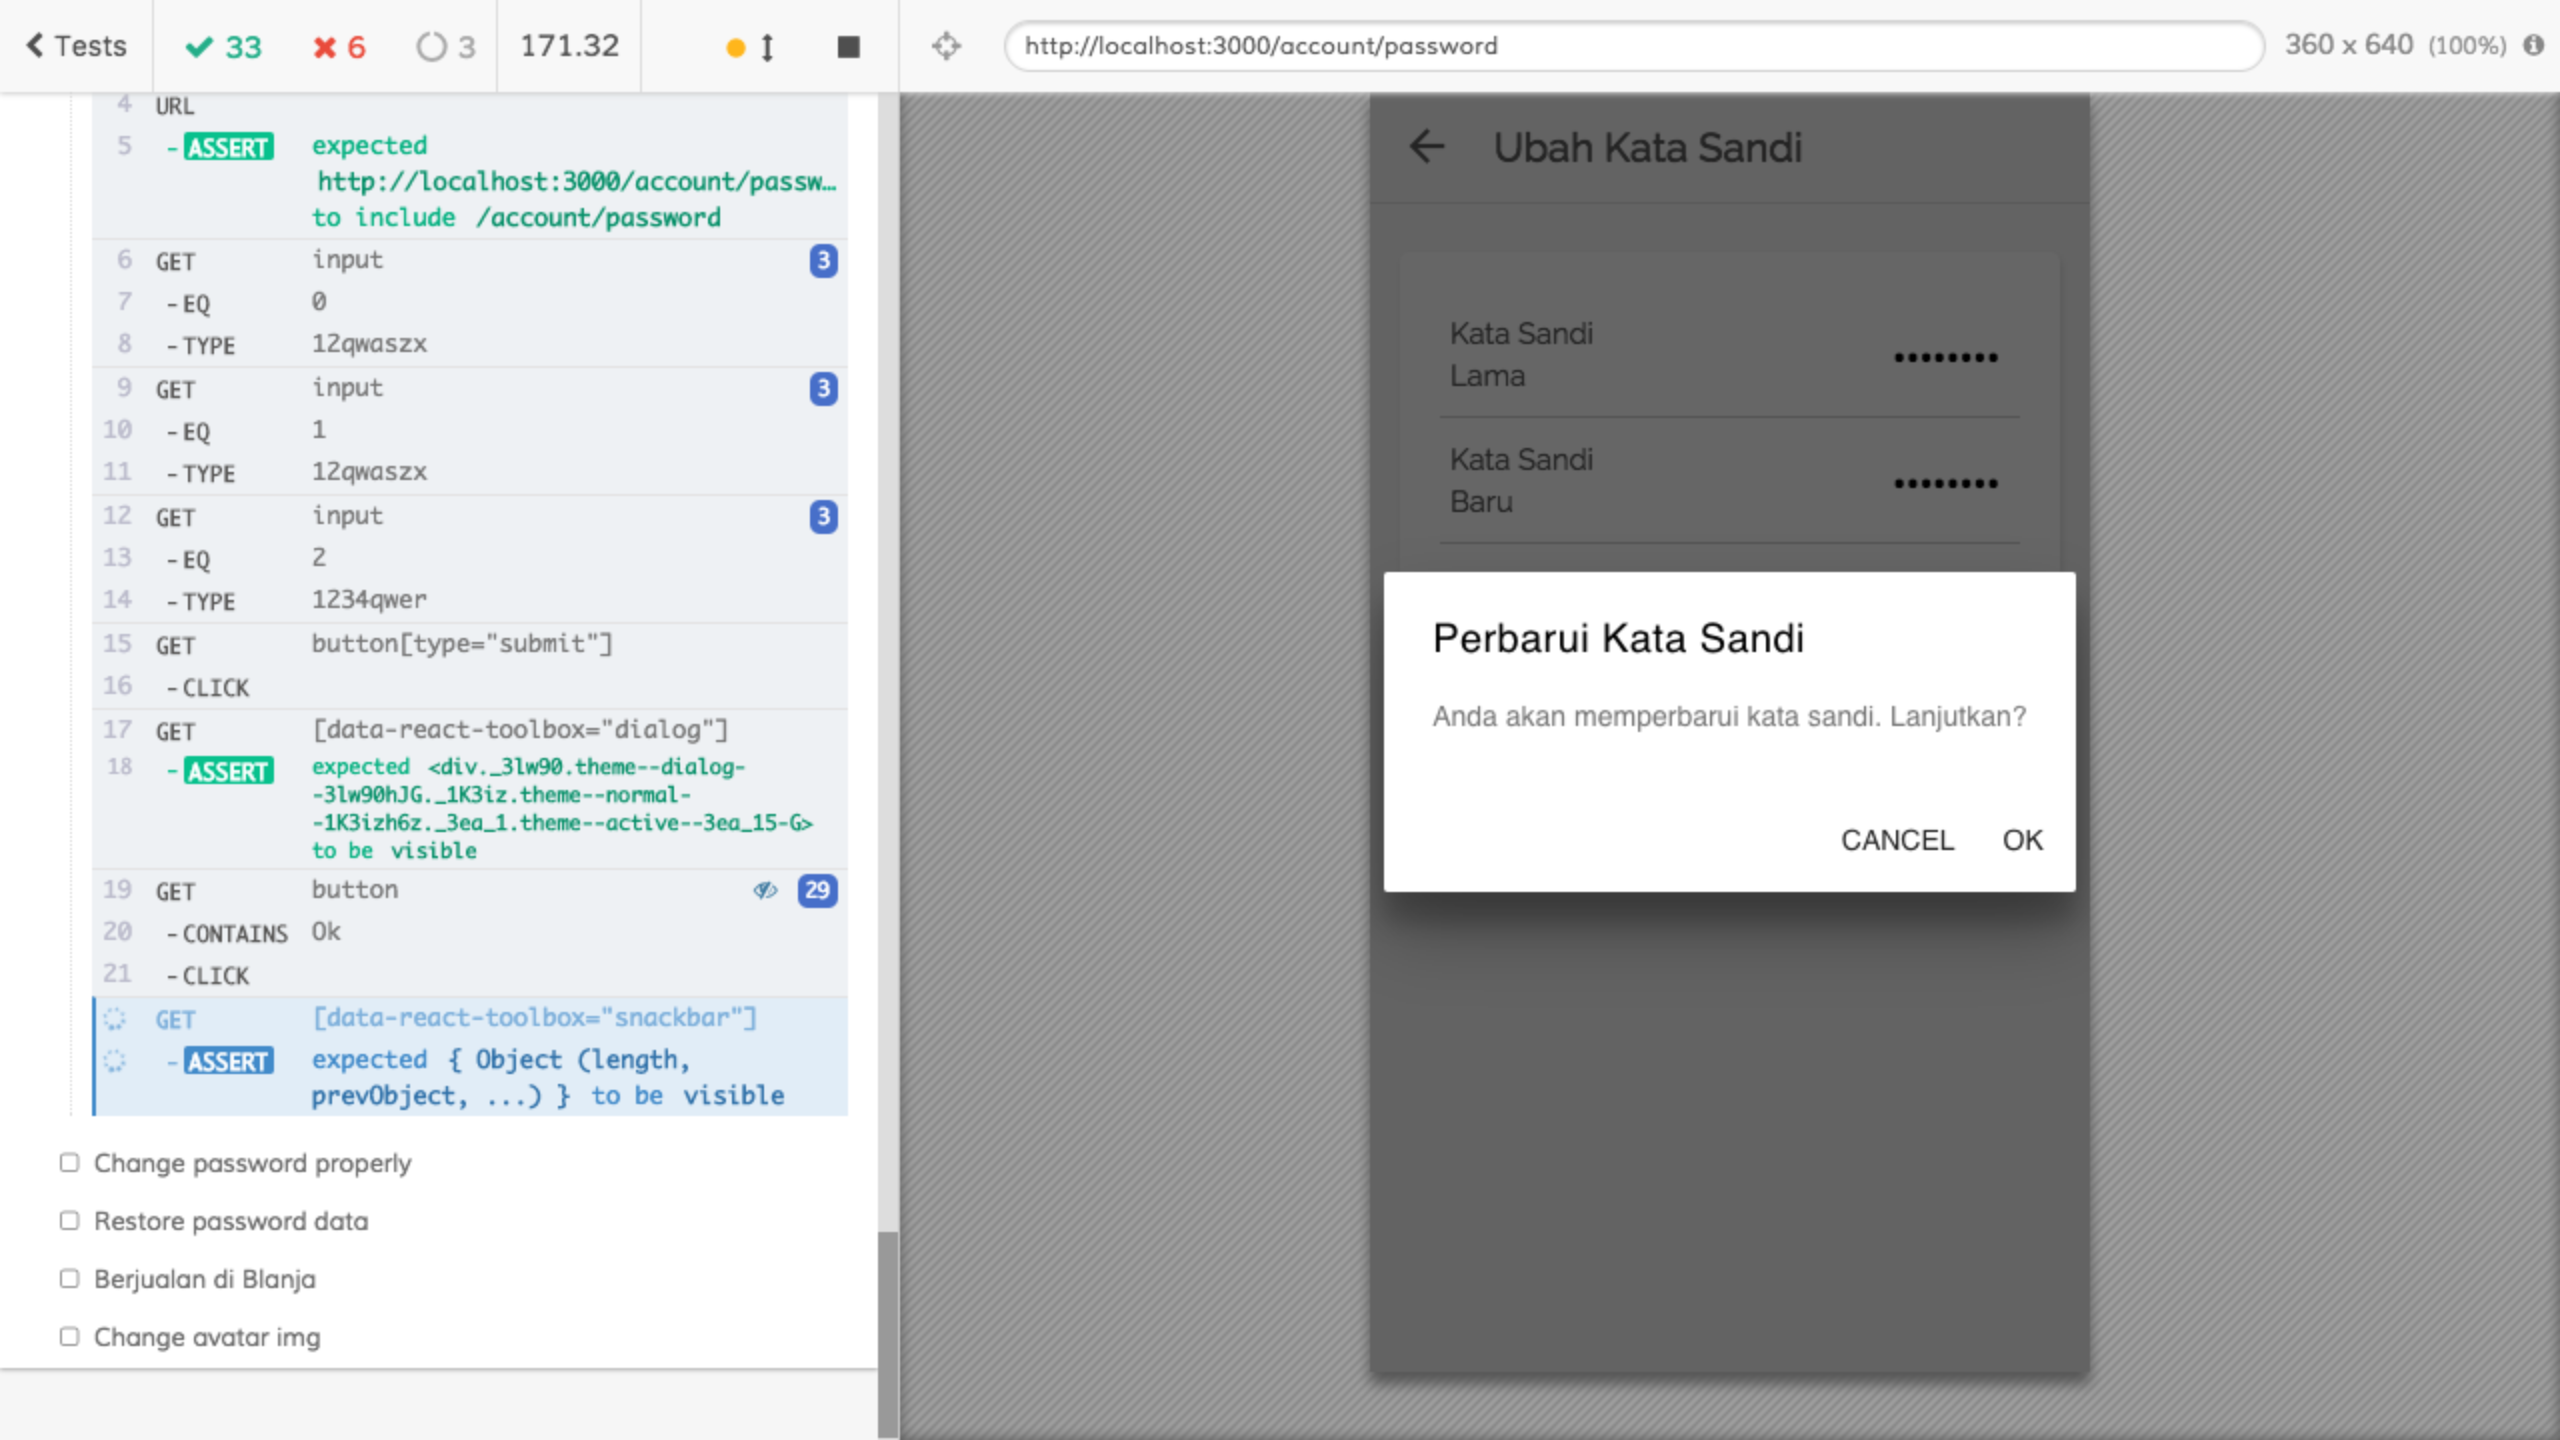 Tests 33 6 3 171.32
http://localhost:3000/account/password 360 x 640 (100%)
4 URL
5 -ASSERT expected
http://localhost:3000/account/passw…
to include /account/password
6 GET input 3
7 -EQ 0
8 -TYPE 12qwaszx
9 GET input 3
10 -EQ 1
11 -TYPE 12qwaszx
12 GET input 3
13 -EQ 2
14 -TYPE 1234qwer
15 GET button[type="submit"]
16 -CLICK
17 GET [data-react-toolbox="dialog"]
18 -ASSERT expected <div._3lw90.theme--dialog-
-3lw90hJG._1K3iz.theme--normal-
-1K3izh6z._3ea_1.theme--active--3ea_15-G>
to be visible
19 GET button 29
20 -CONTAINS Ok
21 -CLICK
GET [data-react-toolbox="snackbar"]
-ASSERT expected { Object (length,
prevObject, ...) } to be visible
Change password properly
Restore password data
Berjualan di Blanja
Change avatar img
Ubah Kata Sandi
Kata Sandi
Lama
••••••••
Kata Sandi
Baru
••••••••
Perbarui Kata Sandi
Anda akan memperbarui kata sandi. Lanjutkan?
CANCEL OK